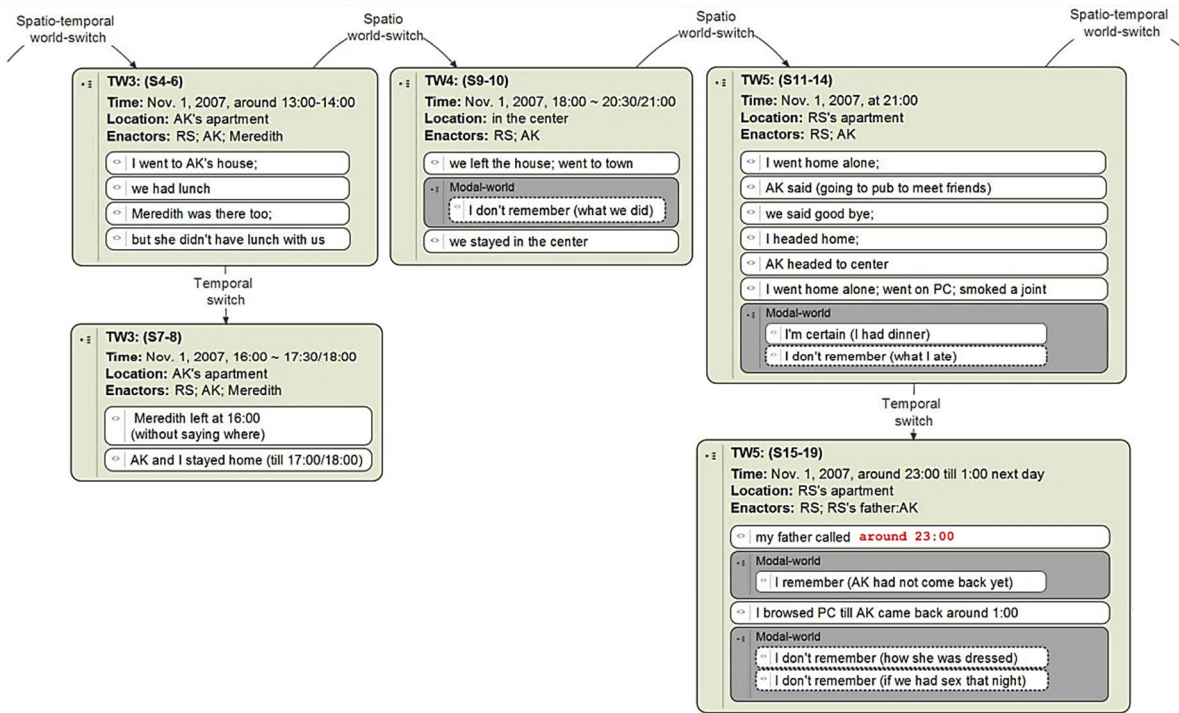 Spatio-temporal
world-switch
Spatio
world-switch
Spatio
world-switch
Spatio-temporal
world-switch
TW3: (S4-6)
Time: Nov. 1, 2007, around 13:00-14:00
Location: AK's apartment
Enactors: RS; AK; Meredith
I went to AK's house;
we had lunch
Meredith was there too;
but she didn't have lunch with us
Temporal
switch
TW3: (S7-8)
Time: Nov. 1, 2007, 16:00 ~ 17:30/18:00
Location: AK's apartment
Enactors: RS; AK; Meredith
Meredith left at 16:00
(without saying where)
AK and I stayed home (till 17:00/18:00)
TW4: (S9-10)
Time: Nov. 1, 2007, 18:00 ~ 20:30/21:00
Location: in the center
Enactors: RS; AK
we left the house; went to town
Modal-world
I don't remember (what we did)
we stayed in the center
TW5: (S11-14)
Time: Nov. 1, 2007, at 21:00
Location: RS's apartment
Enactors: RS; AK
I went home alone;
AK said (going to pub to meet friends)
we said good bye;
I headed home;
AK headed to center
I went home alone; went on PC; smoked a joint
Modal-world
I'm certain (I had dinner)
I don't remember (what I ate)
Temporal
switch
TW5: (S15-19)
Time: Nov. 1, 2007, around 23:00 till 1:00 next day
Location: RS's apartment
Enactors: RS; RS's father:AK
my father called around 23:00
Modal-world
I remember (AK had not come back yet)
I browsed PC till AK came back around 1:00
Modal-world
I don't remember (how she was dressed)
I don't remember (if we had sex that night)